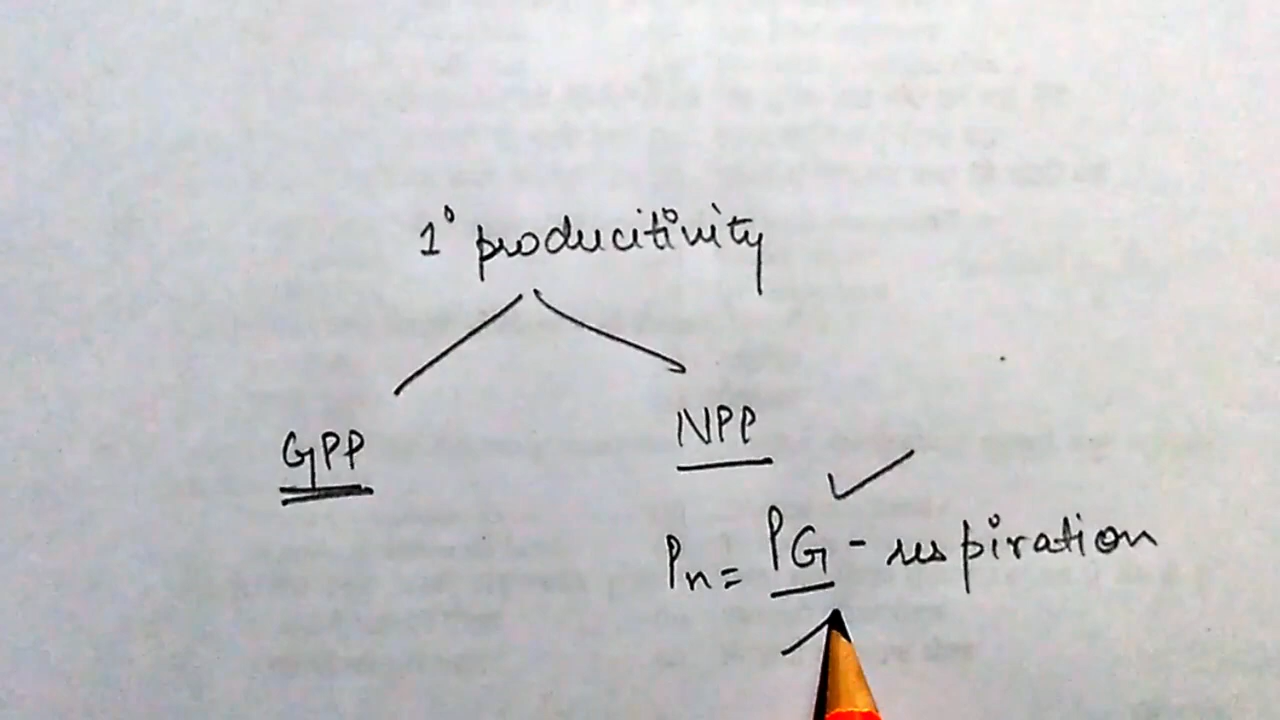 1° producitivity
GPP
NPP
Pn = PG - respiration